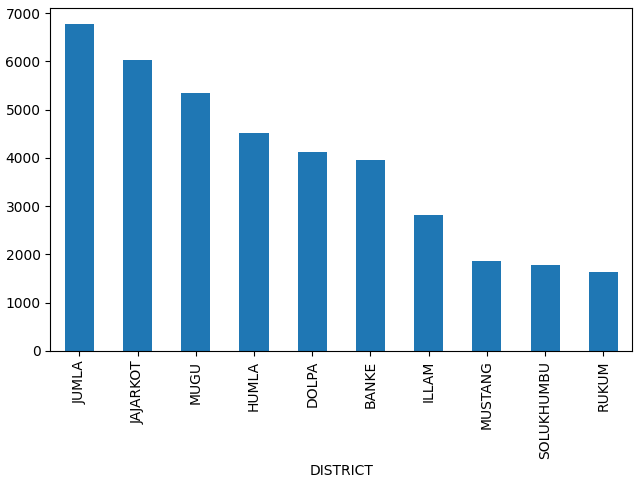 7000
6000
5000
4000
3000
2000
1000
0
JUMLA
JAJARKOT
MUGU
HUMLA
DOLPA
BANKE
ILLAM
MUSTANG
SOLUKHUMBU
RUKUM
DISTRICT